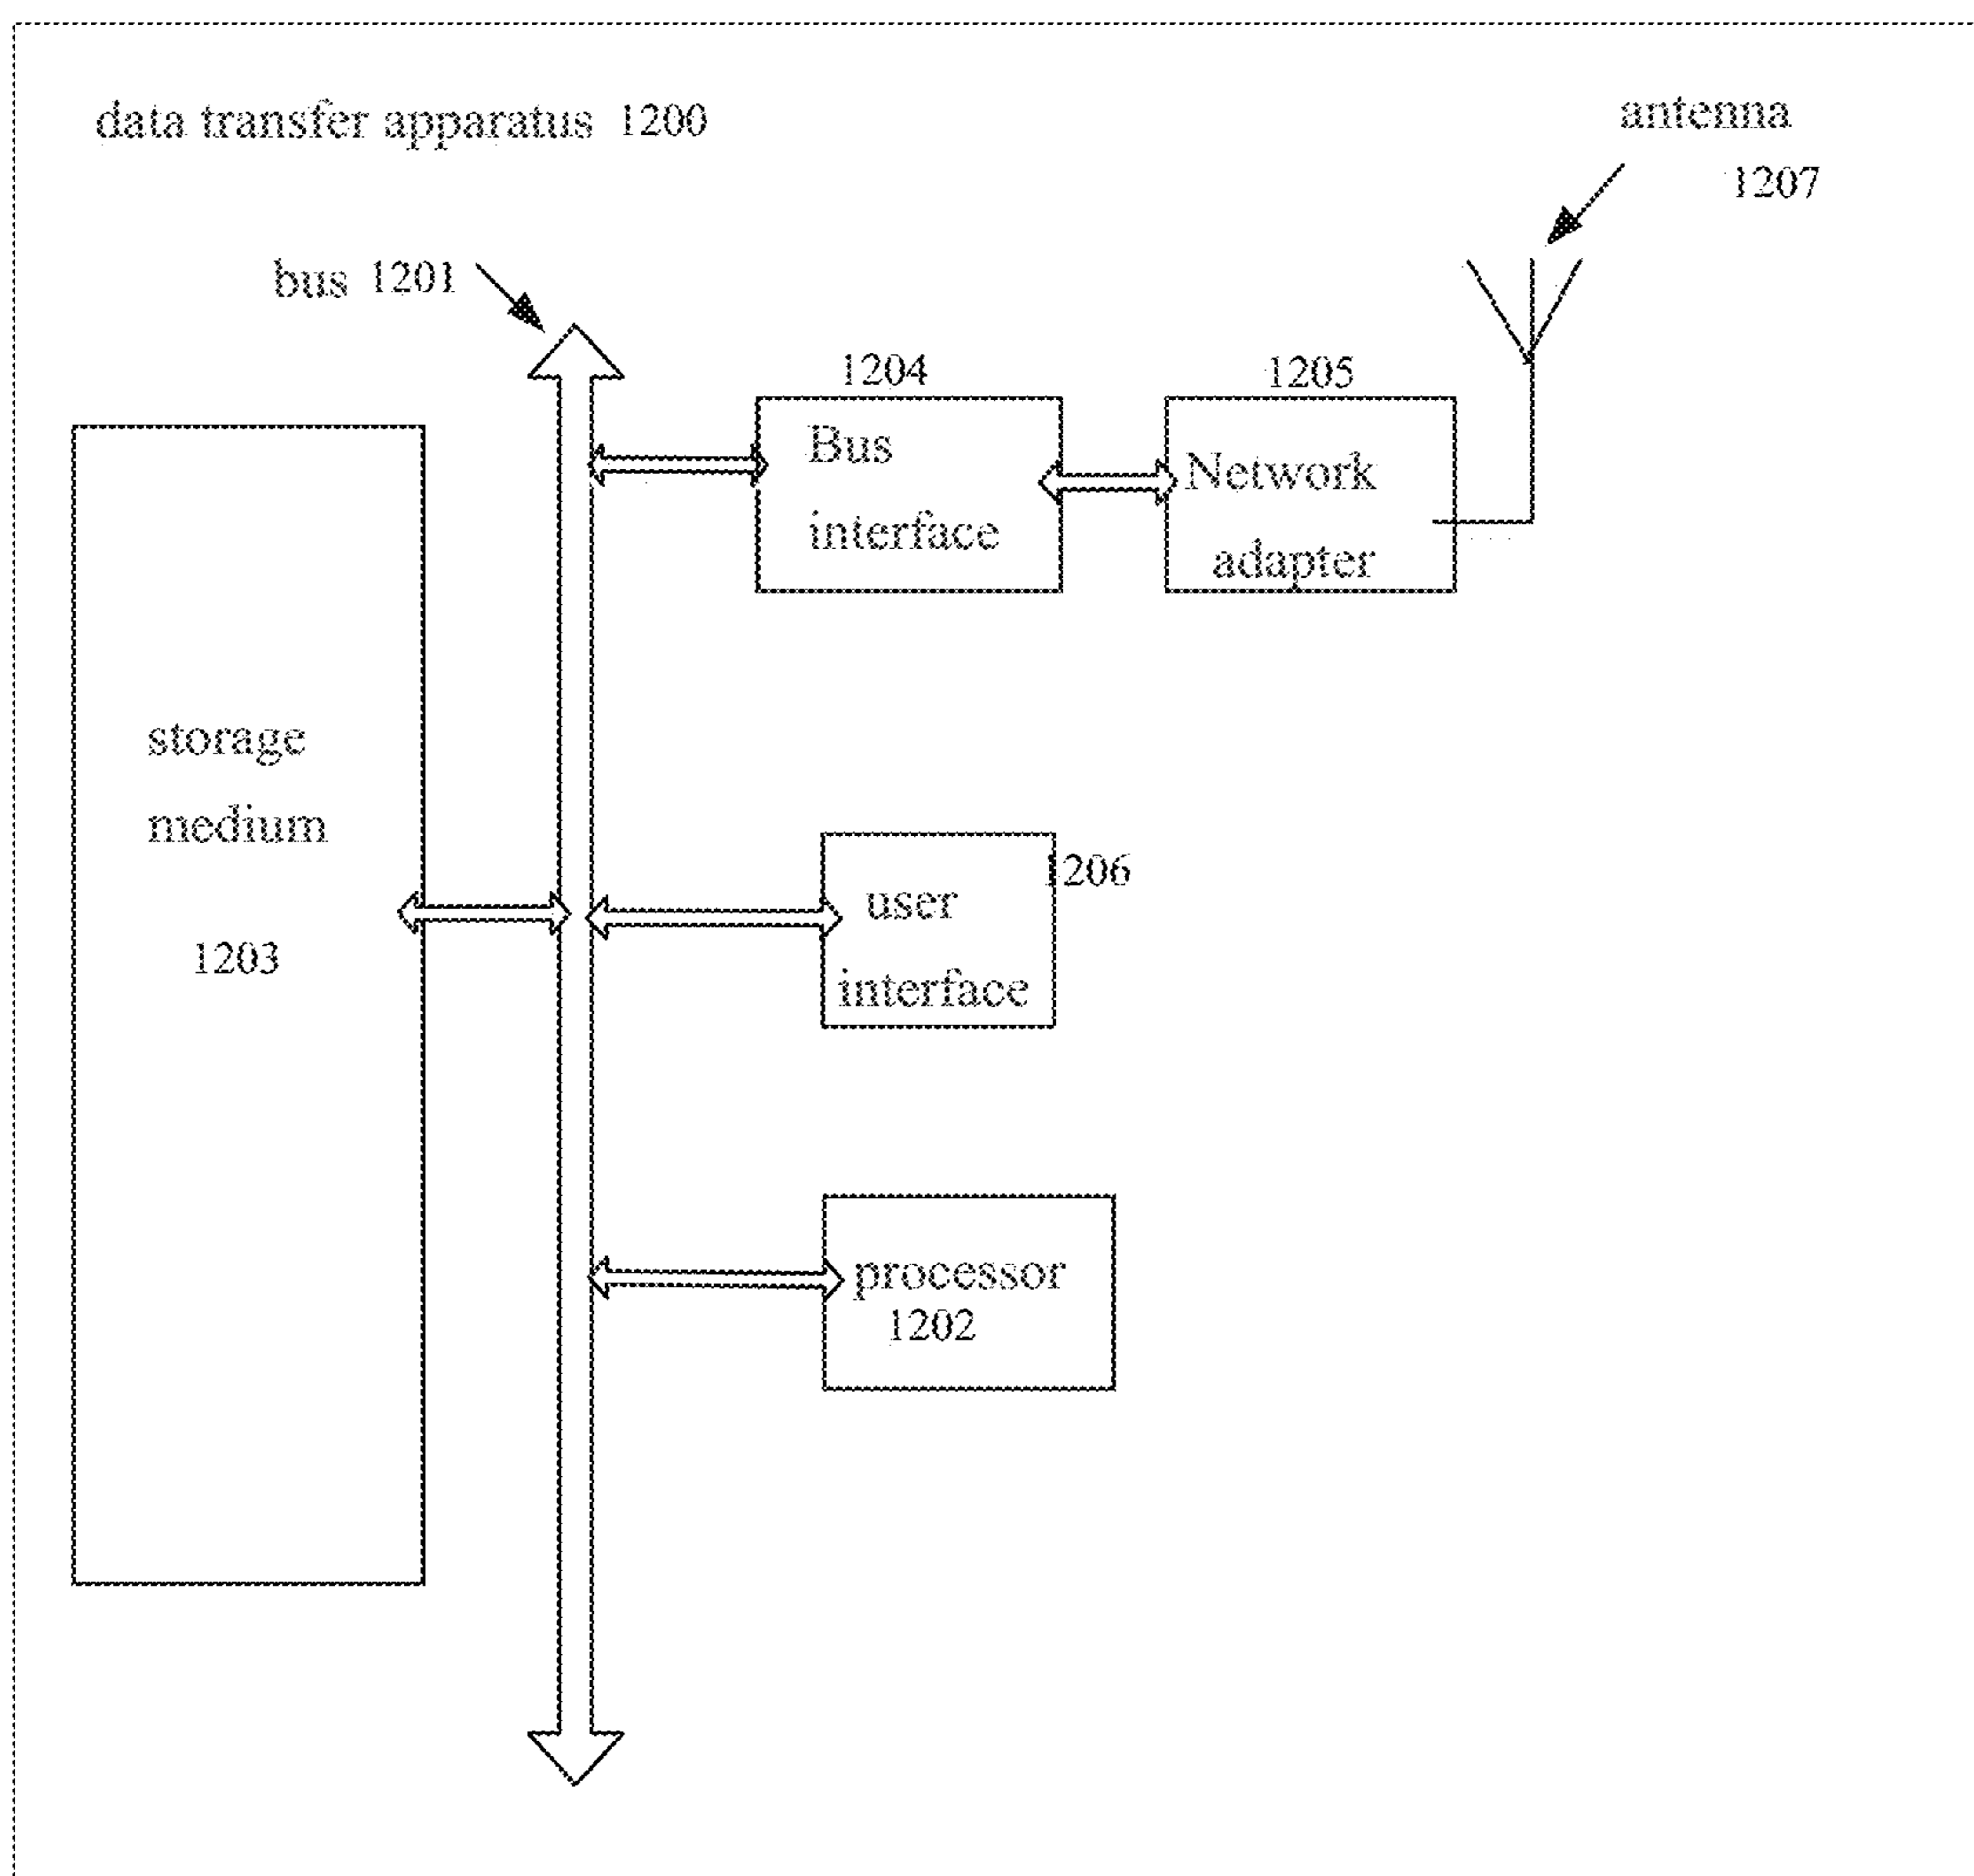 data transfer apparatus 1200
antenna
1207
bus 1201
1204
1205
Bus
interface
Network
adapter
storage
medium
1203
1206
user
interface
processor
1202